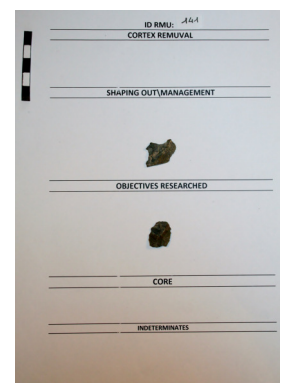 ID RMU: 141
CORTEX REMUVAL
SHAPING OUT\MANAGEMENT
OBJECTIVES RESEARCHED
CORE
INDETERMINATES